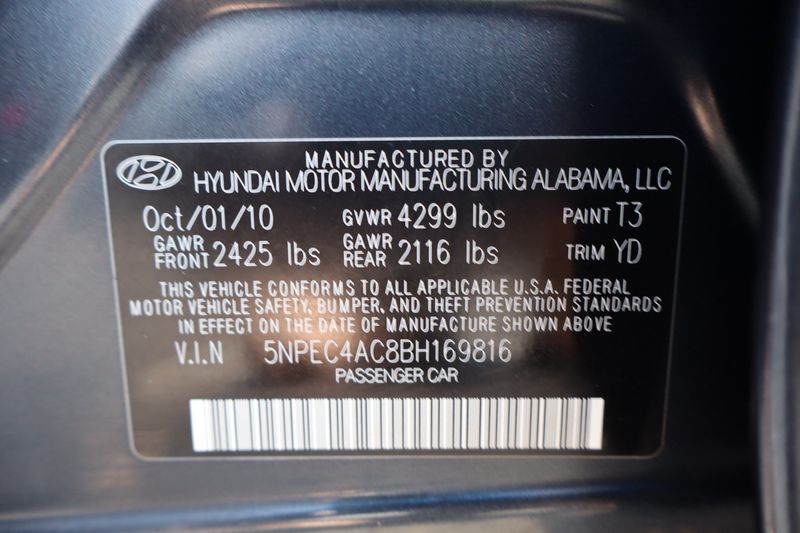 MANUFACTURED BY
HYUNDAI MOTOR MANUFACTURING ALABAMA, LLC
Oct/01/10 GVWR 4299 lbs PAINT T3
GAWR FRONT 2425 lbs GAWR REAR 2116 lbs TRIM YD
THIS VEHICLE CONFORMS TO ALL APPLICABLE U.S.A. FEDERAL
MOTOR VEHICLE SAFETY, BUMPER, AND THEFT PREVENTION STANDARDS
IN EFFECT ON THE DATE OF MANUFACTURE SHOWN ABOVE
V.I.N 5NPEC4AC8BH169816
PASSENGER CAR